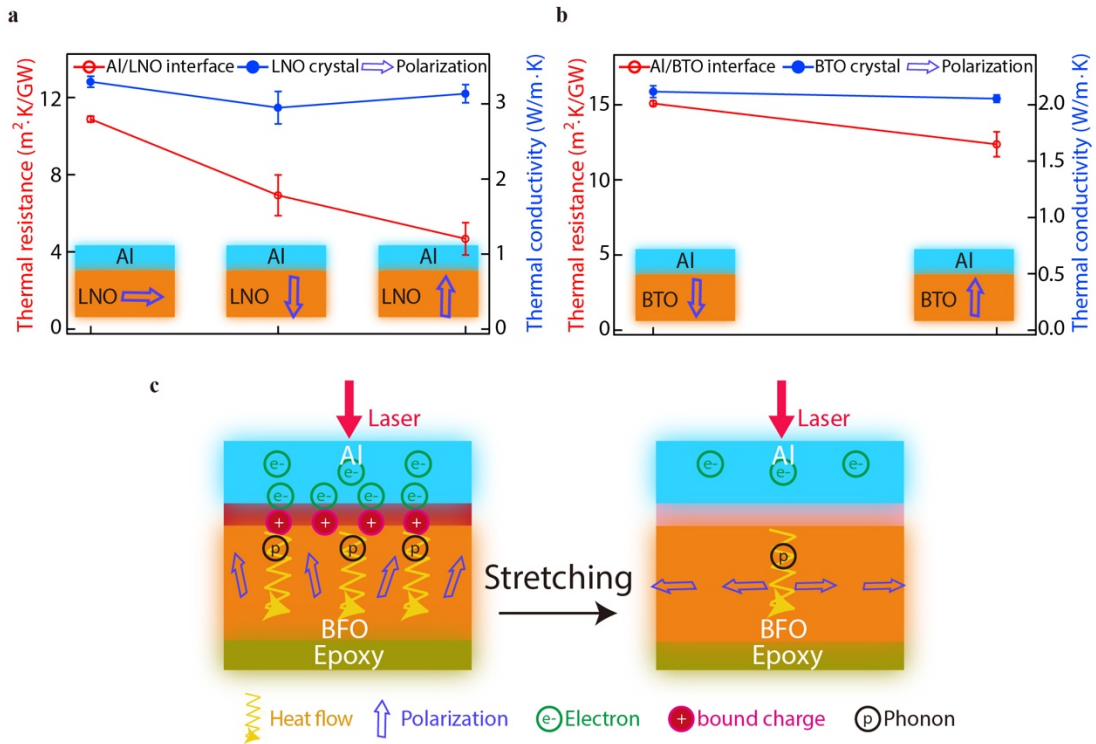 a
Al/LNO interface LNO crystal Polarization
Thermal resistance (m²·K/GW)
12
8
4
0
Thermal conductivity (W/m·K)
3
2
1
0
Al Al Al
LNO LNO LNO
b
Al/BTO interface BTO crystal Polarization
Thermal resistance (m²·K/GW)
15
10
5
0
Thermal conductivity (W/m·K)
2.0
1.5
1.0
0.5
0.0
Al Al
BTO BTO
c
Laser Laser
Al Al
e- e- e- e- e- e-
e- e- e- e-
+ + + +
p p p p
Stretching
BFO BFO
Epoxy Epoxy
Heat flow Polarization e- Electron + bound charge p Phonon